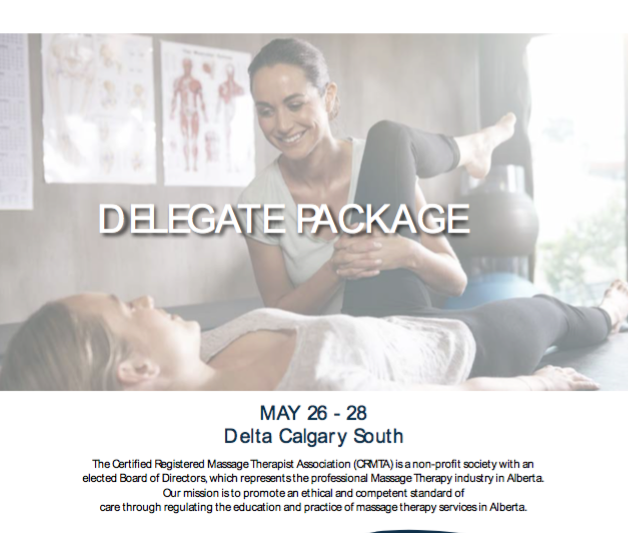 DELEGATE PACKAGE
MAY 26 - 28
Delta Calgary South
The Certified Registered Massage Therapist Association (CRMTA) is a non-profit society with an
elected Board of Directors, which represents the professional Massage Therapy industry in Alberta.
Our mission is to promote an ethical and competent standard of
care through regulating the education and practice of massage therapy services in Alberta.